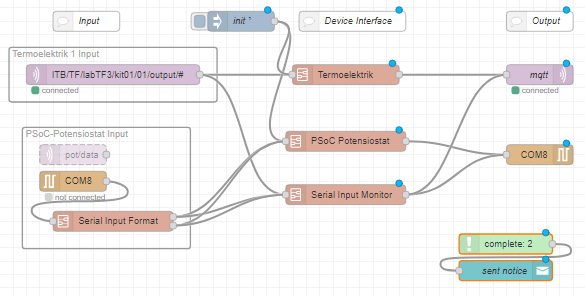 Input
init ¹
Device Interface
Output
Termoelektrik 1 Input
ITB/TF/labTF3/kit01/01/output/#
connected
Termoelektrik
mqtt
connected
PSoC-Potensiostat Input
pot/data
PSoC Potensiostat
COM8
COM8
not connected
Serial Input Monitor
Serial Input Format
complete: 2
sent notice